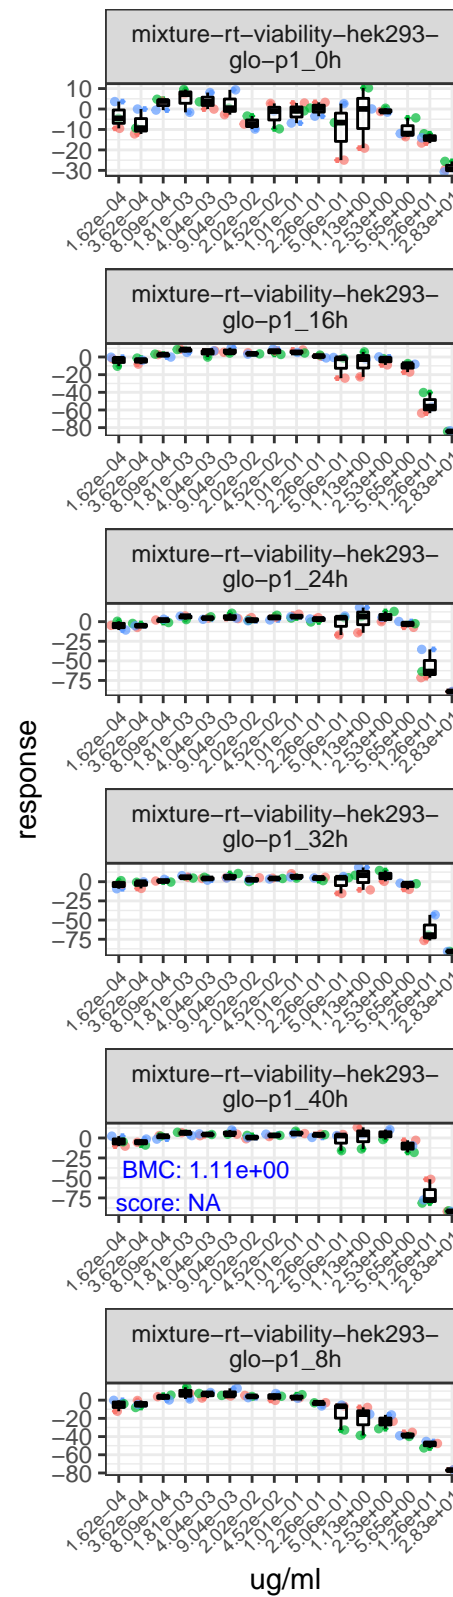 mixture−rt−viability−hek293−
glo−p1_0h
10
0
−10
−20
−30
1.62e−04 3.62e−04 8.09e−04 1.81e−03 4.04e−03 9.04e−03 2.02e−02 4.52e−02 1.01e−01 2.26e−01 5.06e−01 1.13e+00 2.53e+00 5.65e+00 1.26e+01 2.83e+01
mixture−rt−viability−hek293−
glo−p1_16h
0
−20
−40
−60
−80
1.62e−04 3.62e−04 8.09e−04 1.81e−03 4.04e−03 9.04e−03 2.02e−02 4.52e−02 1.01e−01 2.26e−01 5.06e−01 1.13e+00 2.53e+00 5.65e+00 1.26e+01 2.83e+01
mixture−rt−viability−hek293−
glo−p1_24h
0
−25
−50
−75
1.62e−04 3.62e−04 8.09e−04 1.81e−03 4.04e−03 9.04e−03 2.02e−02 4.52e−02 1.01e−01 2.26e−01 5.06e−01 1.13e+00 2.53e+00 5.65e+00 1.26e+01 2.83e+01
response
mixture−rt−viability−hek293−
glo−p1_32h
0
−25
−50
−75
1.62e−04 3.62e−04 8.09e−04 1.81e−03 4.04e−03 9.04e−03 2.02e−02 4.52e−02 1.01e−01 2.26e−01 5.06e−01 1.13e+00 2.53e+00 5.65e+00 1.26e+01 2.83e+01
mixture−rt−viability−hek293−
glo−p1_40h
0
−25
−50
−75
BMC: 1.11e+00
score: NA
1.62e−04 3.62e−04 8.09e−04 1.81e−03 4.04e−03 9.04e−03 2.02e−02 4.52e−02 1.01e−01 2.26e−01 5.06e−01 1.13e+00 2.53e+00 5.65e+00 1.26e+01 2.83e+01
mixture−rt−viability−hek293−
glo−p1_8h
0
−20
−40
−60
−80
1.62e−04 3.62e−04 8.09e−04 1.81e−03 4.04e−03 9.04e−03 2.02e−02 4.52e−02 1.01e−01 2.26e−01 5.06e−01 1.13e+00 2.53e+00 5.65e+00 1.26e+01 2.83e+01
ug/ml